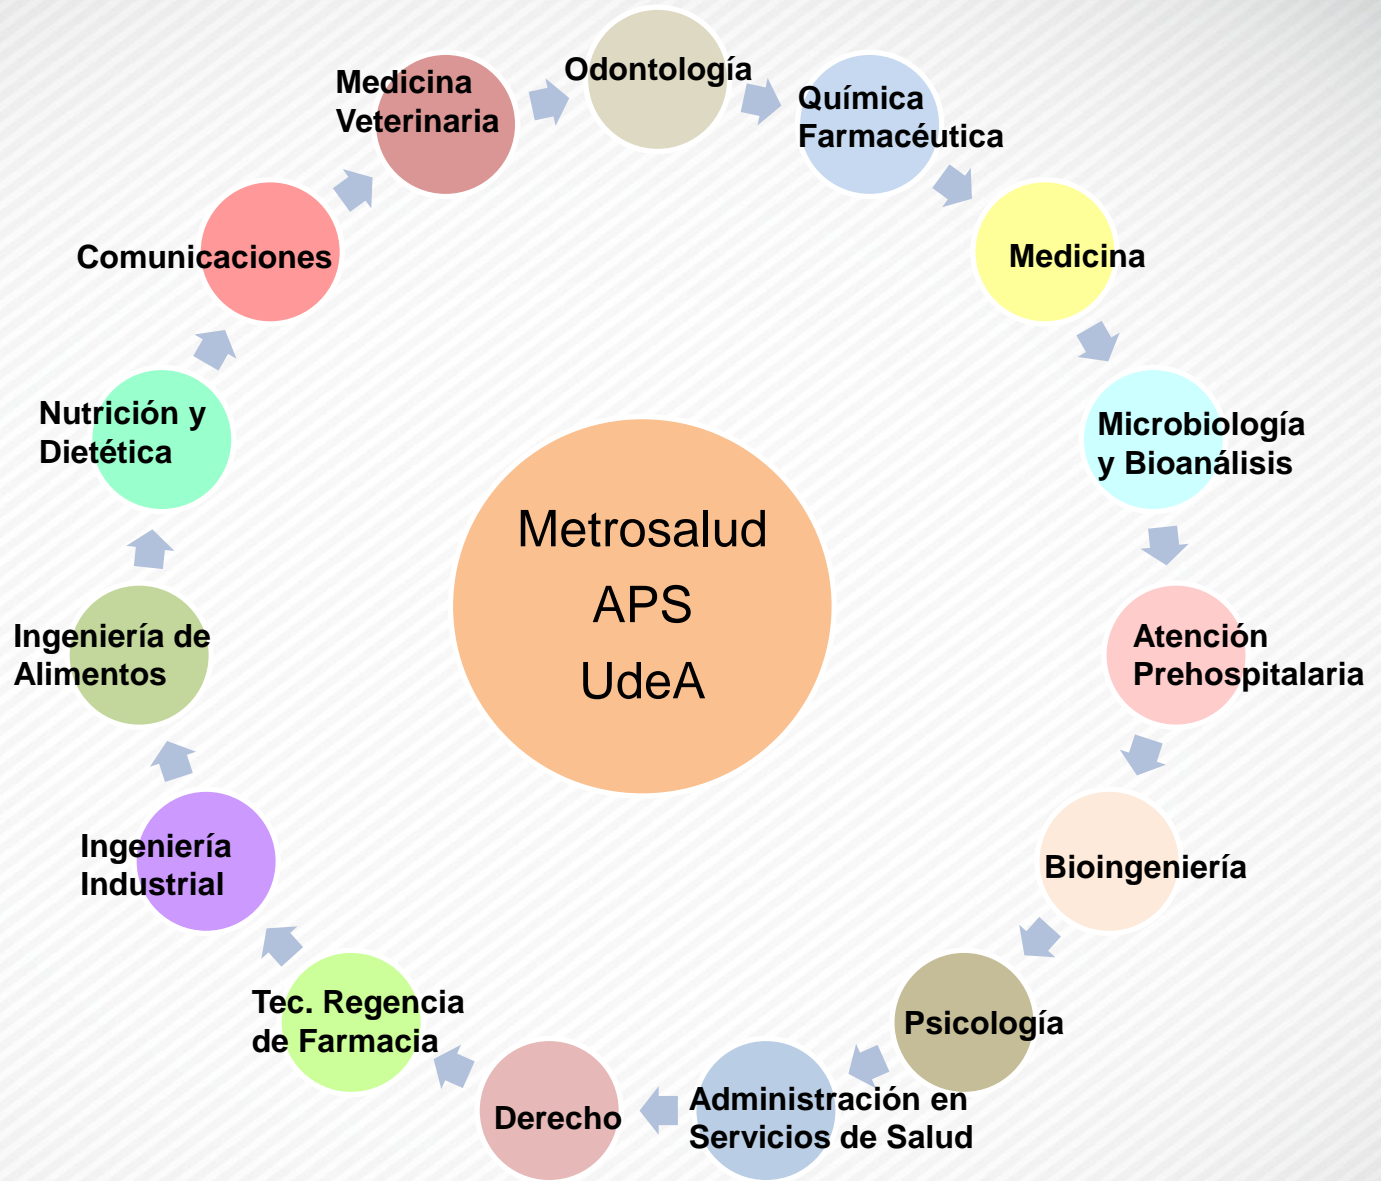 Odontología
Química
Farmacéutica
Medicina
Microbiología
y Bioanálisis
Atención
Prehospitalaria
Bioingeniería
Psicología
Administración en
Servicios de Salud
Derecho
Tec. Regencia
de Farmacia
Ingeniería
Industrial
Ingeniería de
Alimentos
Nutrición y
Dietética
Comunicaciones
Medicina
Veterinaria
Metrosalud
APS
UdeA